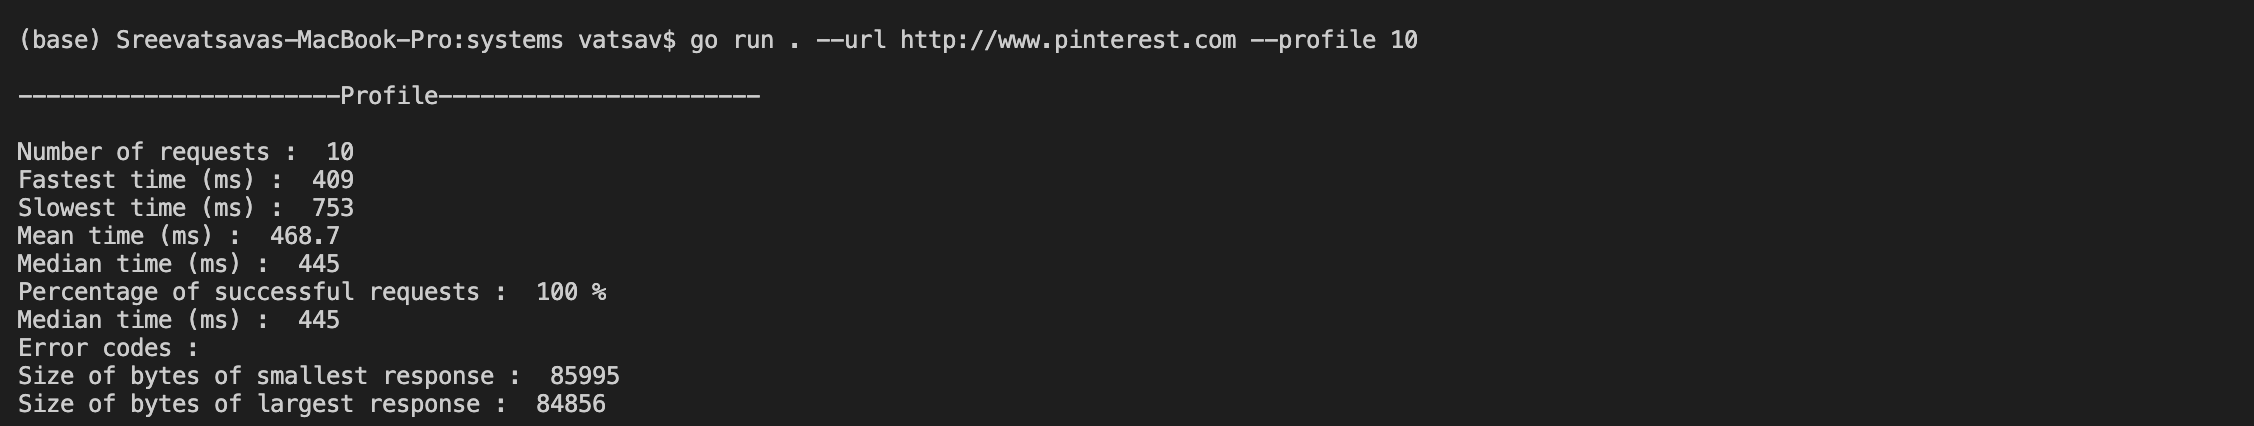 (base) Sreevatsavas-MacBook-Pro:systems vatsav$ go run . --url http://www.pinterest.com --profile 10
-----------------------Profile-----------------------
Number of requests :  10
Fastest time (ms) :  409
Slowest time (ms) :  753
Mean time (ms) :  468.7
Median time (ms) :  445
Percentage of successful requests :  100 %
Median time (ms) :  445
Error codes :
Size of bytes of smallest response :  85995
Size of bytes of largest response :  84856